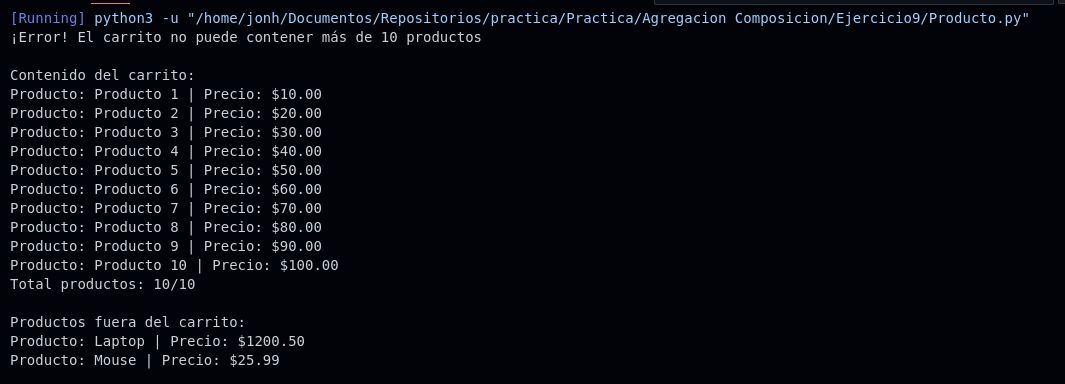 [Running] python3 -u "/home/jonh/Documentos/Repositorios/practica/Practica/Agregacion Composicion/Ejercicio9/Producto.py"
¡Error! El carrito no puede contener más de 10 productos
Contenido del carrito:
Producto: Producto 1 | Precio: $10.00
Producto: Producto 2 | Precio: $20.00
Producto: Producto 3 | Precio: $30.00
Producto: Producto 4 | Precio: $40.00
Producto: Producto 5 | Precio: $50.00
Producto: Producto 6 | Precio: $60.00
Producto: Producto 7 | Precio: $70.00
Producto: Producto 8 | Precio: $80.00
Producto: Producto 9 | Precio: $90.00
Producto: Producto 10 | Precio: $100.00
Total productos: 10/10
Productos fuera del carrito:
Producto: Laptop | Precio: $1200.50
Producto: Mouse | Precio: $25.99